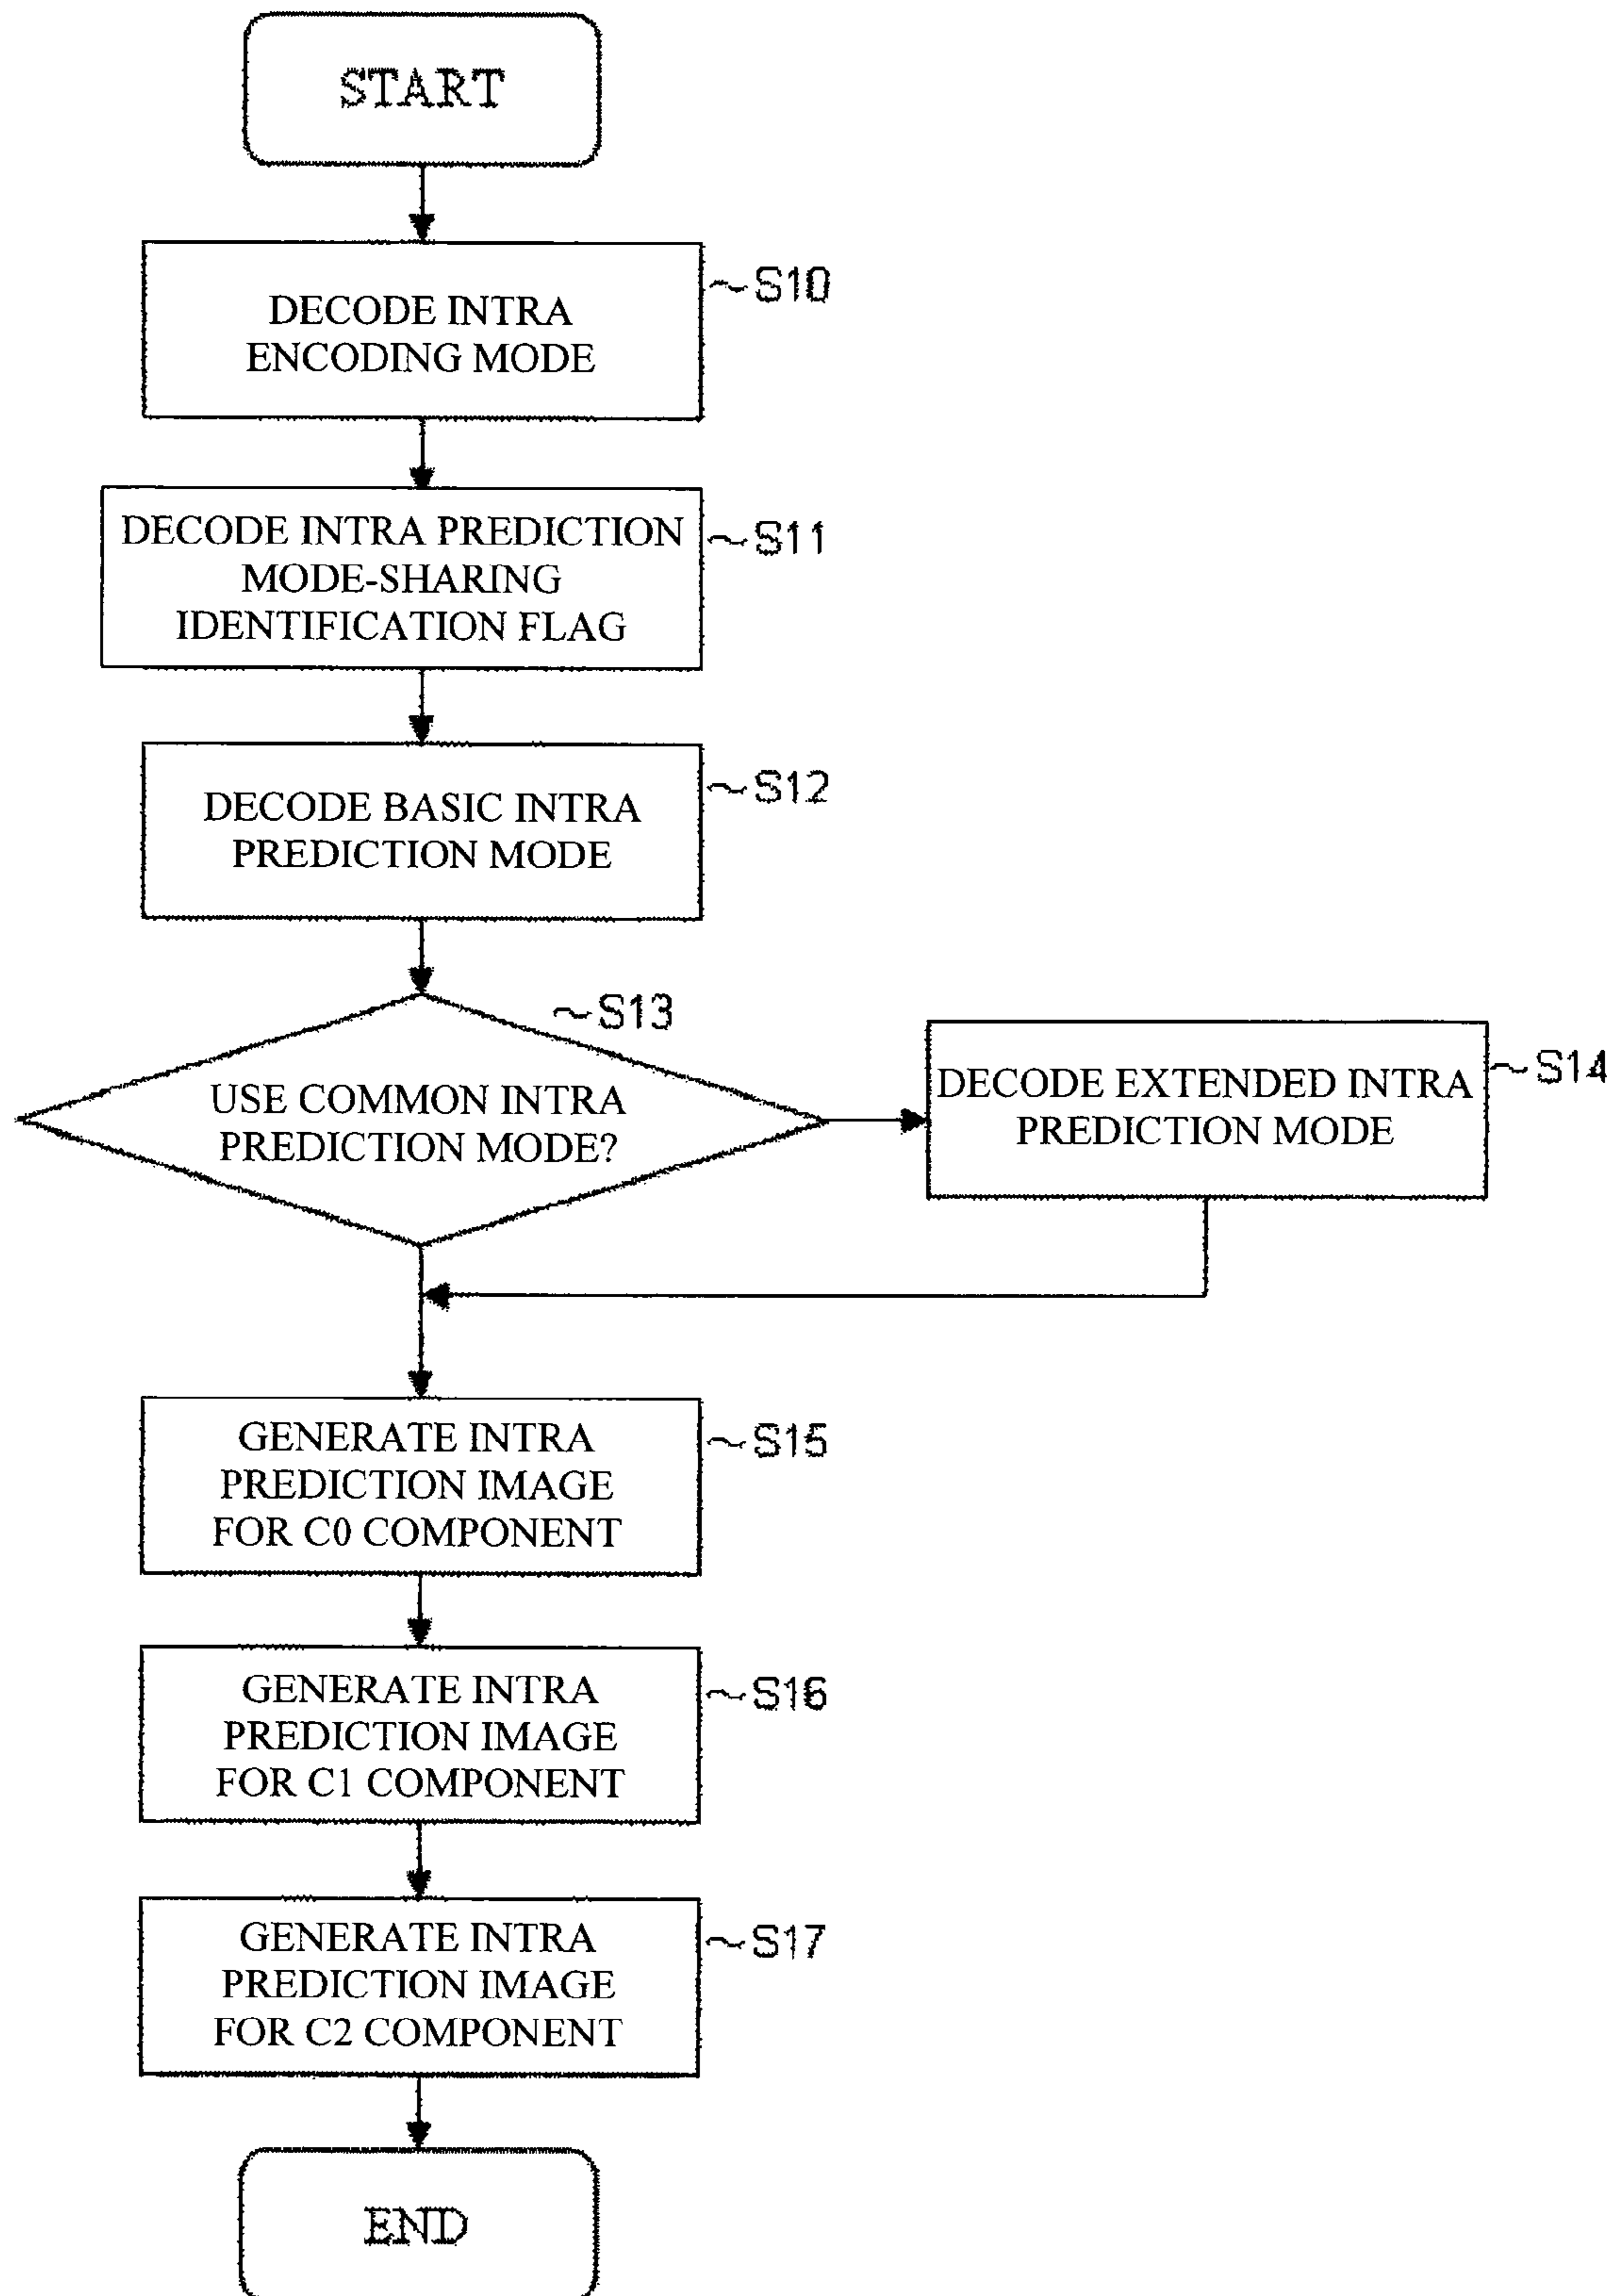 START
DECODE INTRA
ENCODING MODE
~S10
DECODE INTRA PREDICTION
MODE-SHARING
IDENTIFICATION FLAG
~S11
DECODE BASIC INTRA
PREDICTION MODE
~S12
~S13
USE COMMON INTRA
PREDICTION MODE?
DECODE EXTENDED INTRA
PREDICTION MODE
~S14
GENERATE INTRA
PREDICTION IMAGE
FOR C0 COMPONENT
~S15
GENERATE INTRA
PREDICTION IMAGE
FOR C1 COMPONENT
~S16
GENERATE INTRA
PREDICTION IMAGE
FOR C2 COMPONENT
~S17
END